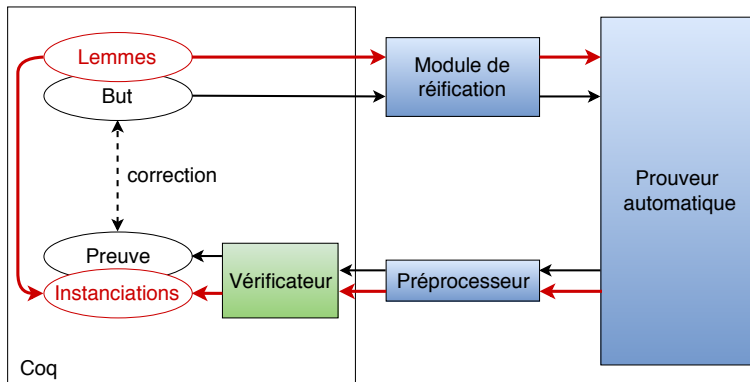 Lemmes
But
Module de
réification
Prouveur
automatique
correction
Preuve
Instanciations
Vérificateur
Préprocesseur
Coq